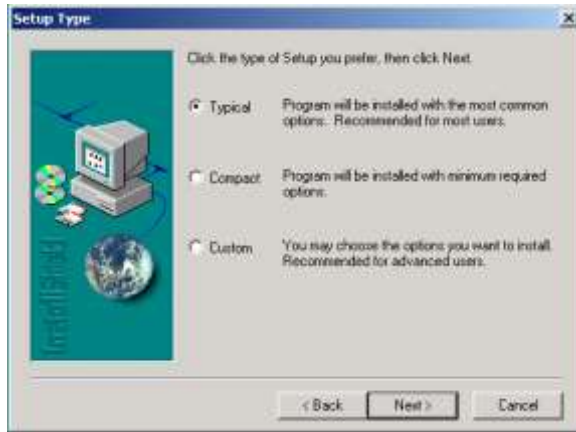 Setup Type
Click the type of Setup you prefer, then click Next.
Typical
Program will be installed with the most common
options. Recommended for most users.
Compact
Program will be installed with minimum required
options.
Custom
You may choose the options you want to install.
Recommended for advanced users.
< Back
Next >
Cancel